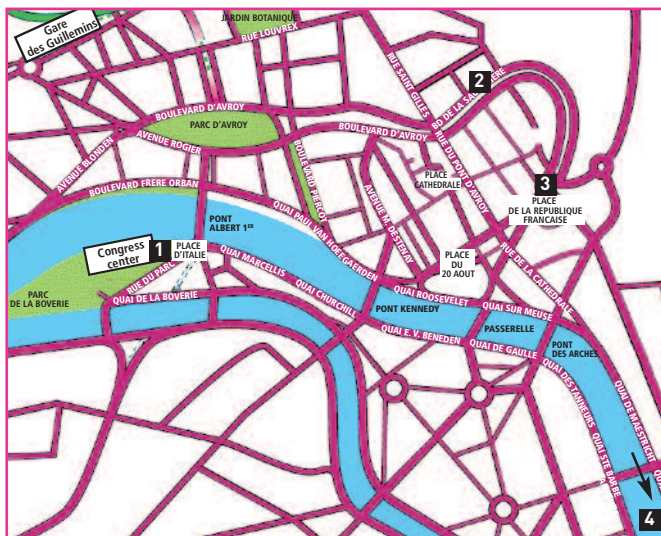 Gare
des Guillemins
JARDIN BOTANIQUE
RUE LOUVREX
RUE SAINT GILLES
2
BD DE LA SAUVENIERE
BOULEVARD D'AVROY
PARC D'AVROY
BOULEVARD D'AVROY
AVENUE ROGIER
AVENUE BLONDEN
RUE DU PONT D'AVROY
PLACE
CATHEDRALE
3
PLACE
DE LA REPUBLIQUE
FRANCAISE
BOULEVARD PIERCOT
AVENUE M. DESTENAY
BOULEVARD FRERE ORBAN
PONT
ALBERT 1ER
QUAI PAUL VAN HOEGAERDEN
Congress
center
1
PLACE
D'ITALIE
RUE DU PARC
PARC
DE LA BOVERIE
QUAI DE LA BOVERIE
QUAI MARCELLIS
QUAI CHURCHILL
PLACE
DU
20 AOUT
RUE DE LA CATHEDRALE
QUAI ROOSEVELET
QUAI SUR MEUSE
PONT KENNEDY
PASSERELLE
PONT
DES ARCHES
QUAI E. V. BENEDEN
QUAI DE GAULLE
QUAI DES TANNEURS
QUAI DE MAESTRICHT
QUAI STE BARBE
4